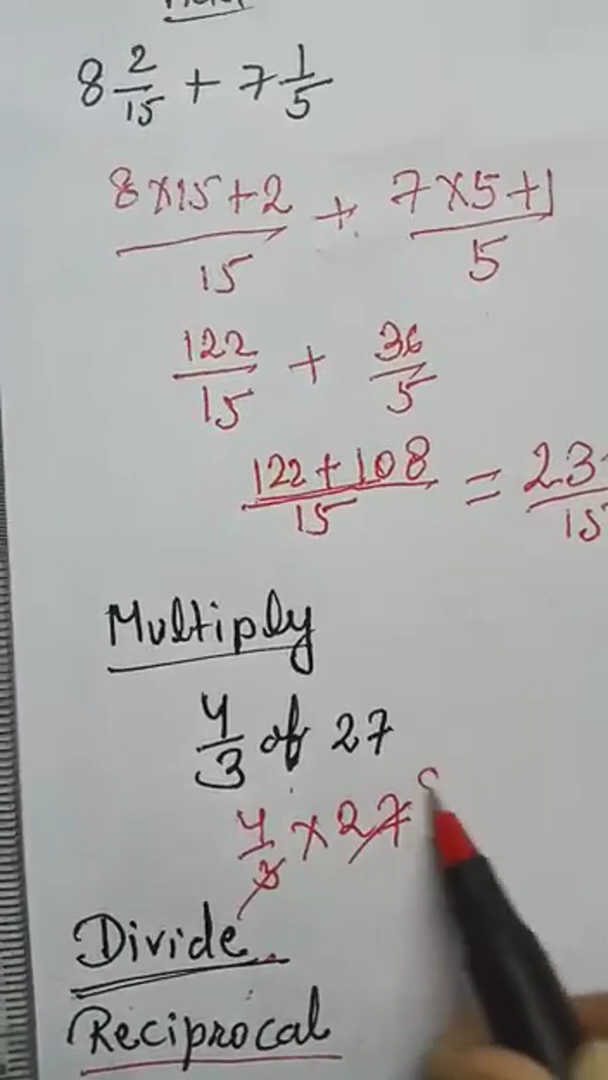 8 2/15 + 7 1/5
8×15+2/15 + 7×5+1/5
122/15 + 36/5
122+108/15 = 23
Multiply
4/3 of 27
4/3 × 27
Divide
Reciprocal